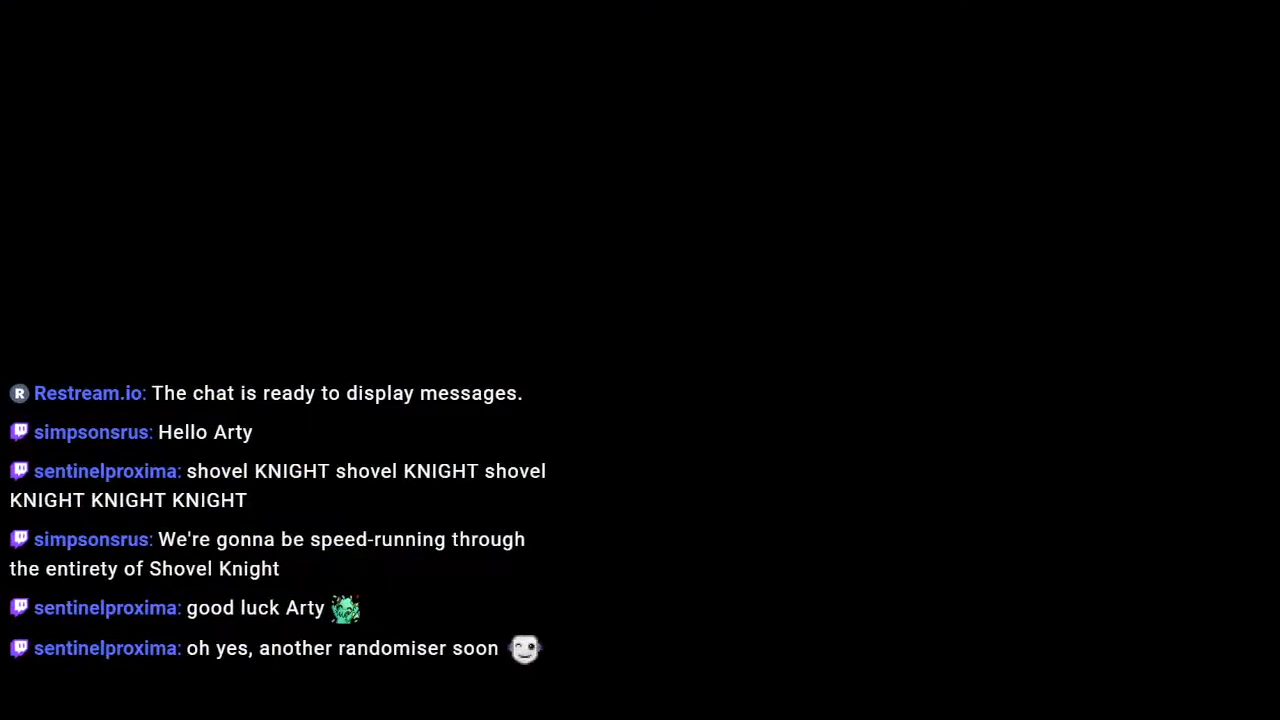 R Restream.io: The chat is ready to display messages.
simpsonsrus: Hello Arty
sentinelproxima: shovel KNIGHT shovel KNIGHT shovel
KNIGHT KNIGHT KNIGHT
simpsonsrus: We're gonna be speed-running through
the entirety of Shovel Knight
sentinelproxima: good luck Arty
sentinelproxima: oh yes, another randomiser soon